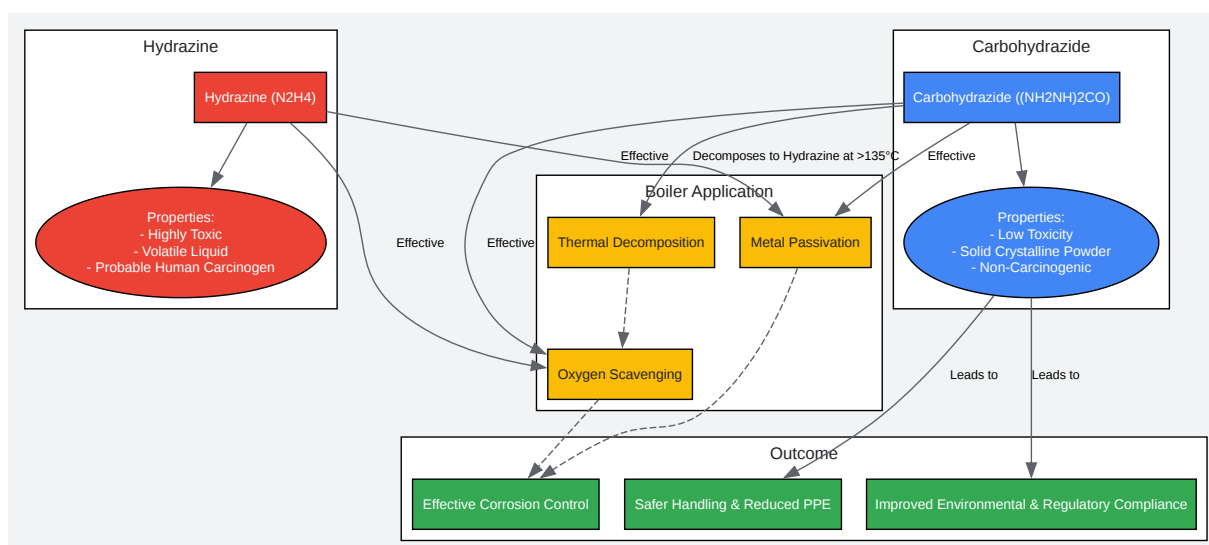 Hydrazine
Carbohydrazide
Hydrazine (N2H4)
Carbohydrazide ((NH2NH)2CO)
Effective
Decomposes to Hydrazine at >135°C
Effective
Boiler Application
Properties:
- Highly Toxic
- Volatile Liquid
- Probable Human Carcinogen
Effective
Effective
Thermal Decomposition
Metal Passivation
Properties:
- Low Toxicity
- Solid Crystalline Powder
- Non-Carcinogenic
Oxygen Scavenging
Leads to
Leads to
Outcome
Effective Corrosion Control
Safer Handling & Reduced PPE
Improved Environmental & Regulatory Compliance